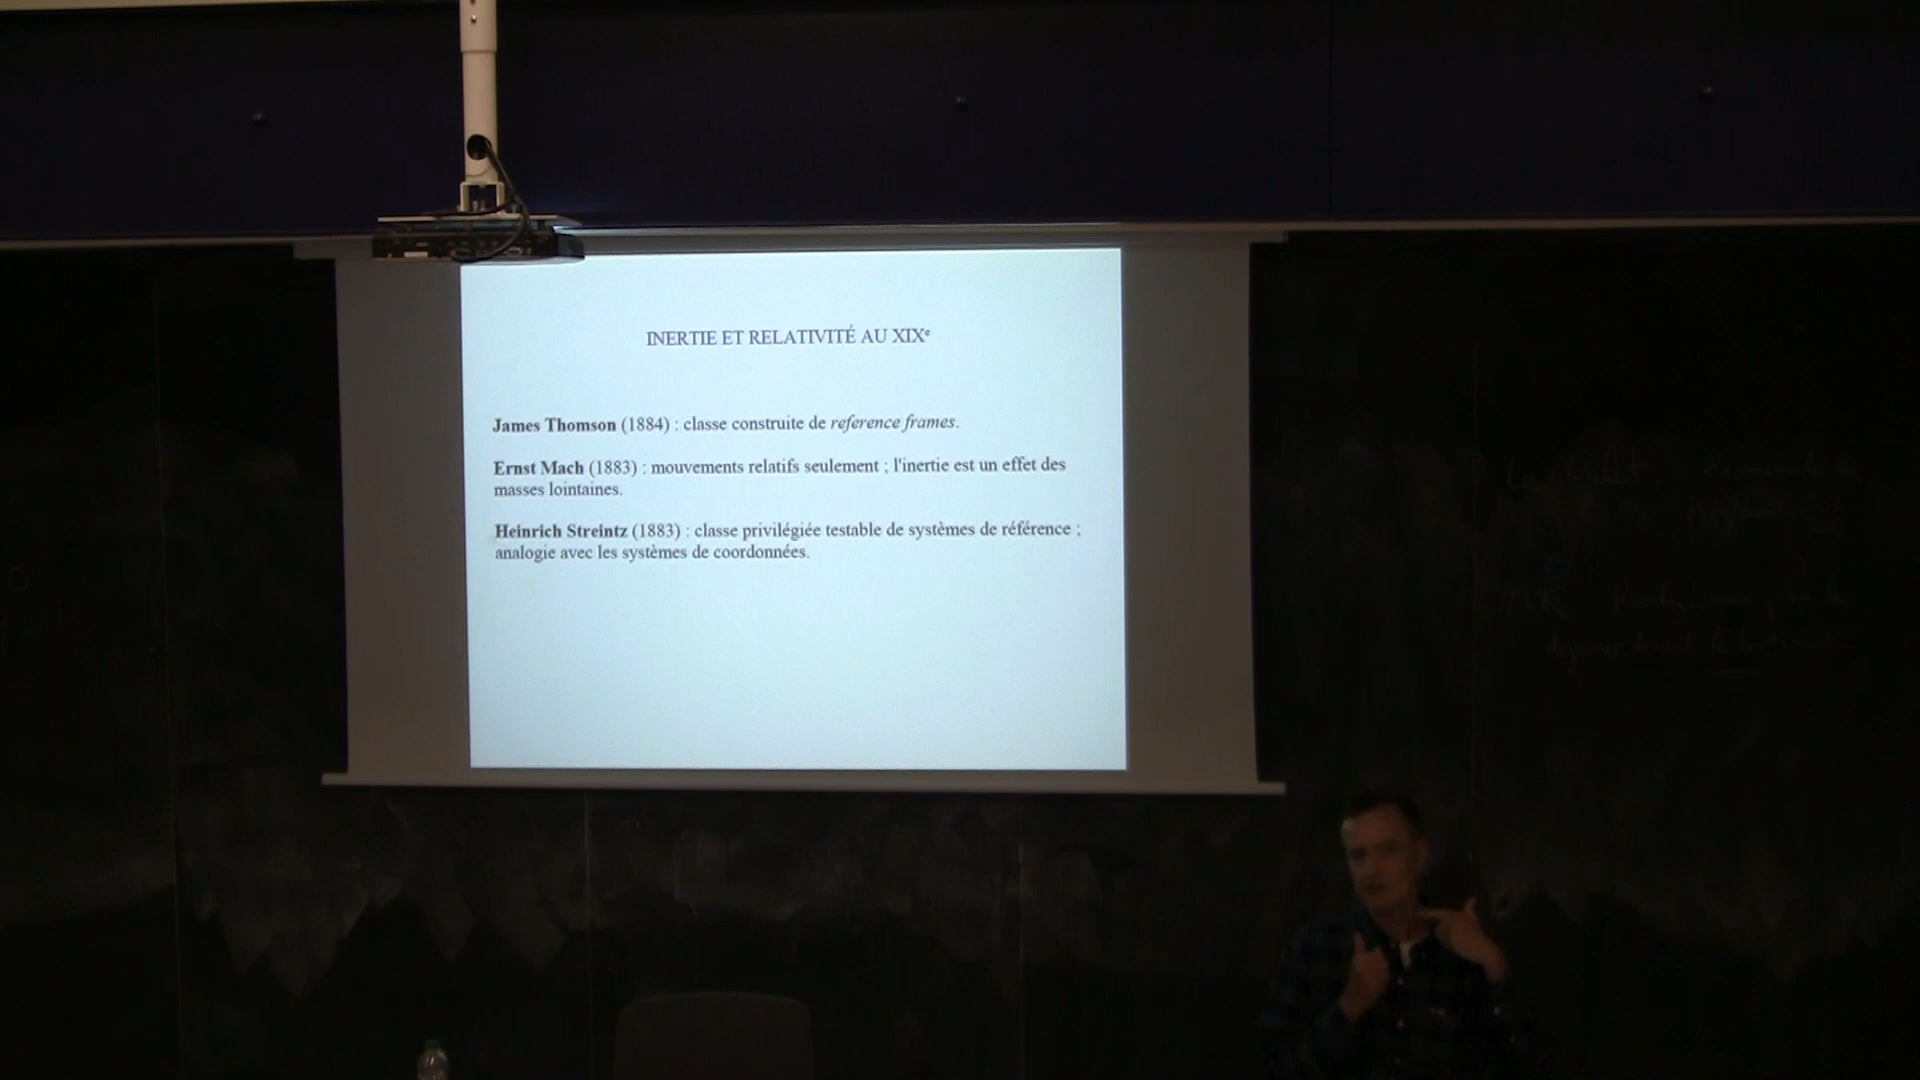 INERTIE ET RELATIVITÉ AU XIXᵉ
James Thomson (1884) : classe construite de reference frames.
Ernst Mach (1883) : mouvements relatifs seulement ; l'inertie est un effet des
masses lointaines.
Heinrich Streintz (1883) : classe privilégiée testable de systèmes de référence ;
analogie avec les systèmes de coordonnées.